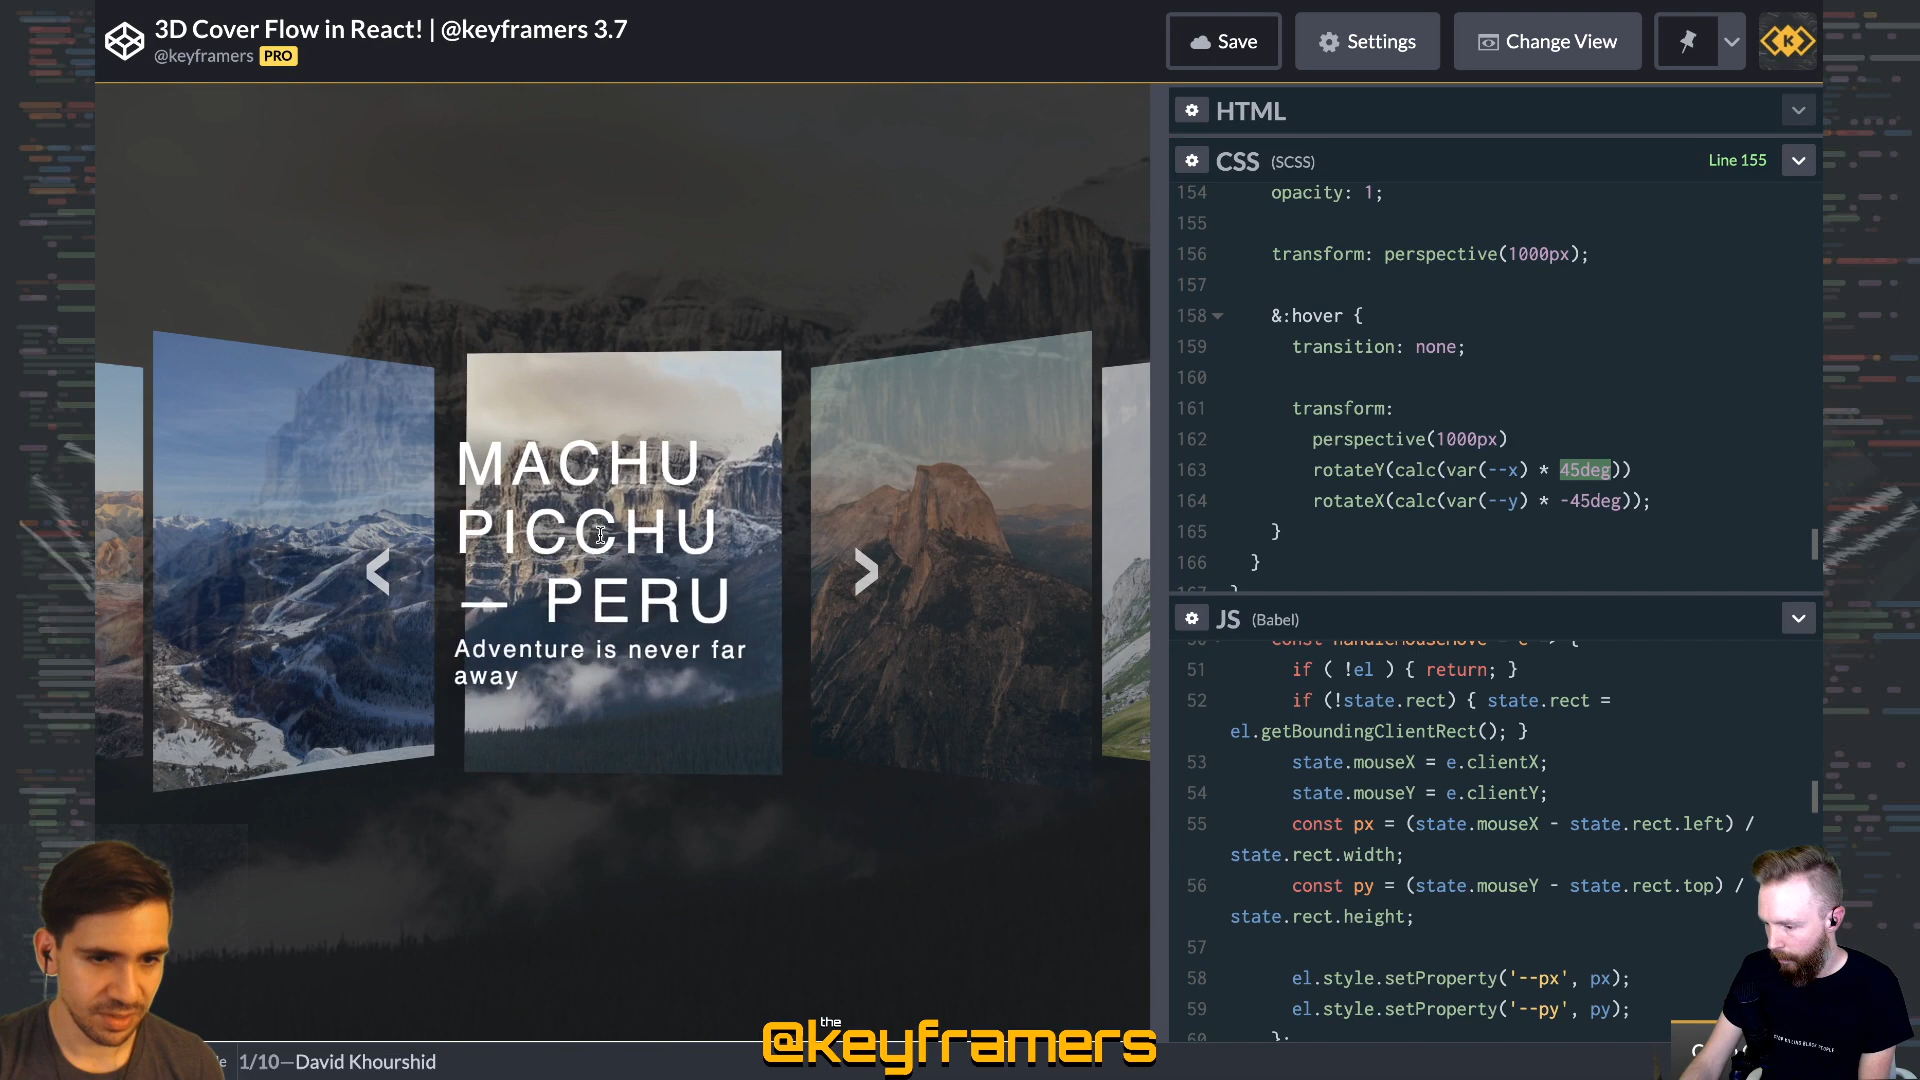 3D Cover Flow in React! | @keyframers 3.7
@keyframers PRO
Save
Settings
Change View
K
HTML
CSS (SCSS)
Line 155
154 opacity: 1;
155
156 transform: perspective(1000px);
157
158 &:hover {
159 transition: none;
160
161 transform:
162 perspective(1000px)
163 rotateY(calc(var(--x) * 45deg))
164 rotateX(calc(var(--y) * -45deg));
165 }
166 }
MACHU
PICCHU
— PERU
Adventure is never far
away
<
>
JS (Babel)
51 if ( !el ) { return; }
52 if (!state.rect) { state.rect =
el.getBoundingClientRect(); }
53 state.mouseX = e.clientX;
54 state.mouseY = e.clientY;
55 const px = (state.mouseX - state.rect.left) /
state.rect.width;
56 const py = (state.mouseY - state.rect.top) /
state.rect.height;
57
58 el.style.setProperty('--px', px);
59 el.style.setProperty('--py', py);
the
@keyframers
1/10—David Khourshid